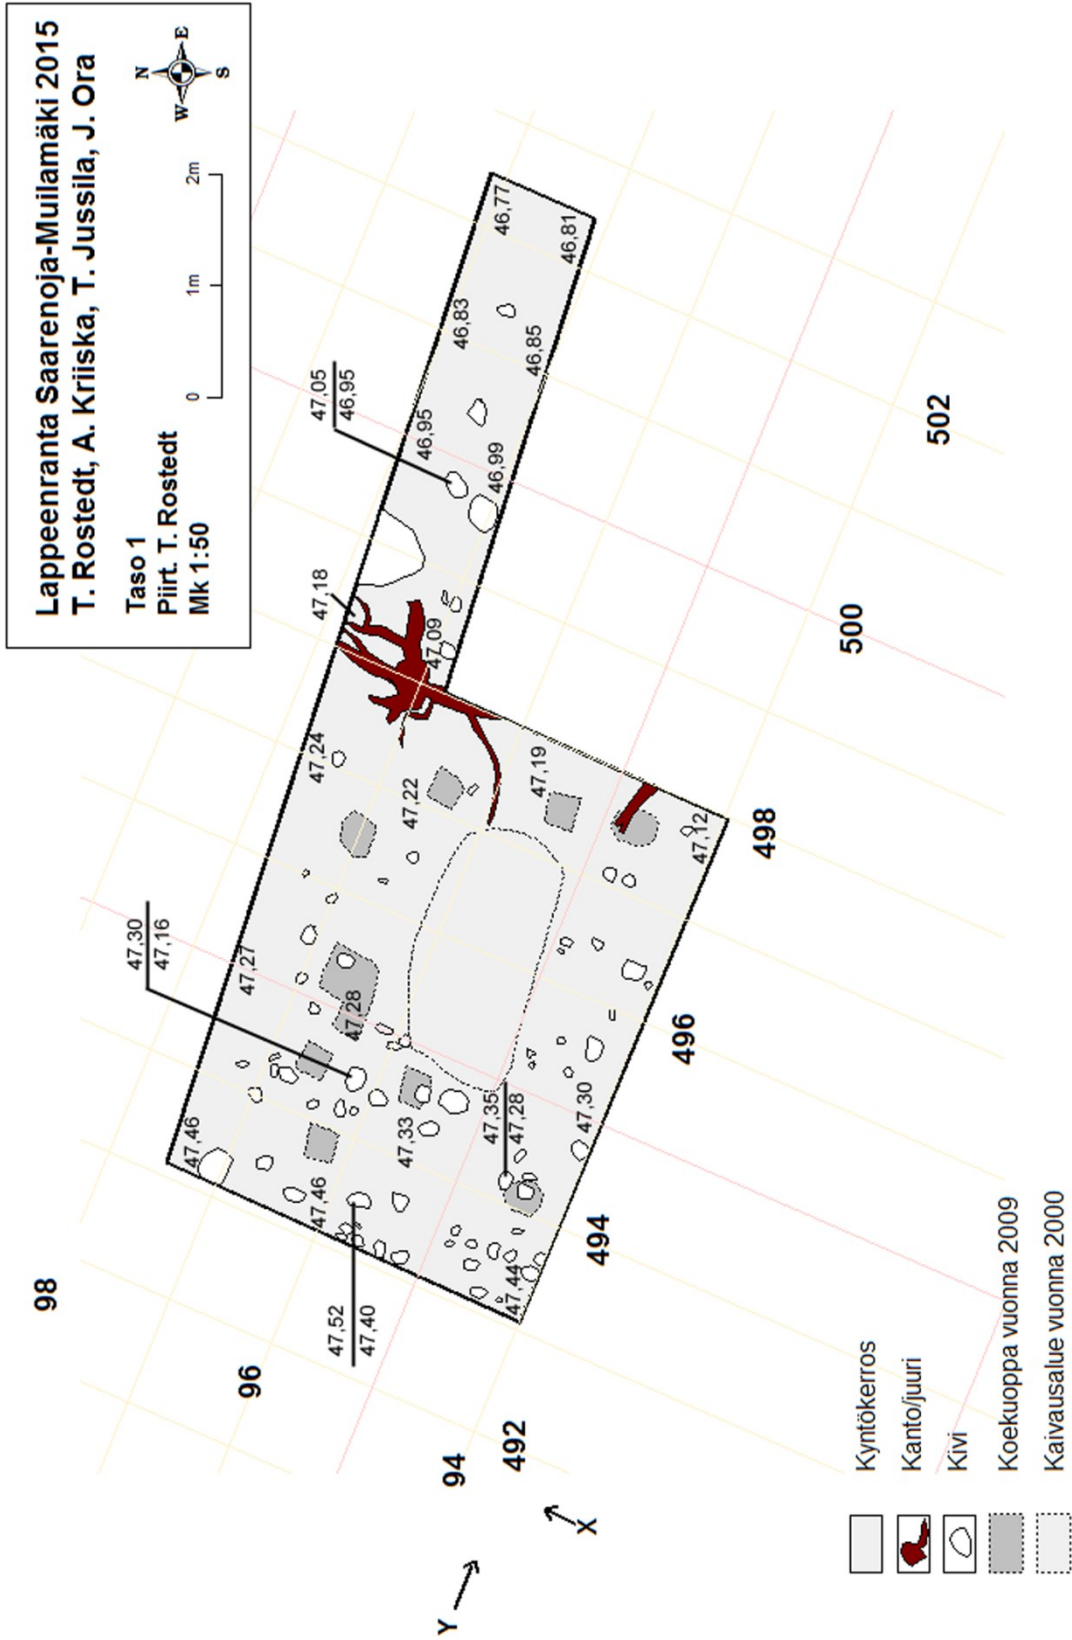 Lappeenranta Saarenoja-Muilamäki 2015
T. Rostedt, A. Kriiska, T. Jussila, J. Ora
Taso 1
Piirt. T. Rostedt
Mk 1:50
0 1m 2m
N
W E
S
47,18
47,05
46,95
46,95
46,83
46,77
46,99
46,85
46,81
47,09
47,30
47,16
47,24
47,27
47,22
47,19
47,28
47,12
47,46
47,33
47,35
47,28
47,30
47,46
47,52
47,40
47,44
98
96
94
492
494
496
498
500
502
Y
X
Kyntökerros
Kanto/juuri
Kivi
Koekuoppa vuonna 2009
Kaivausalue vuonna 2000